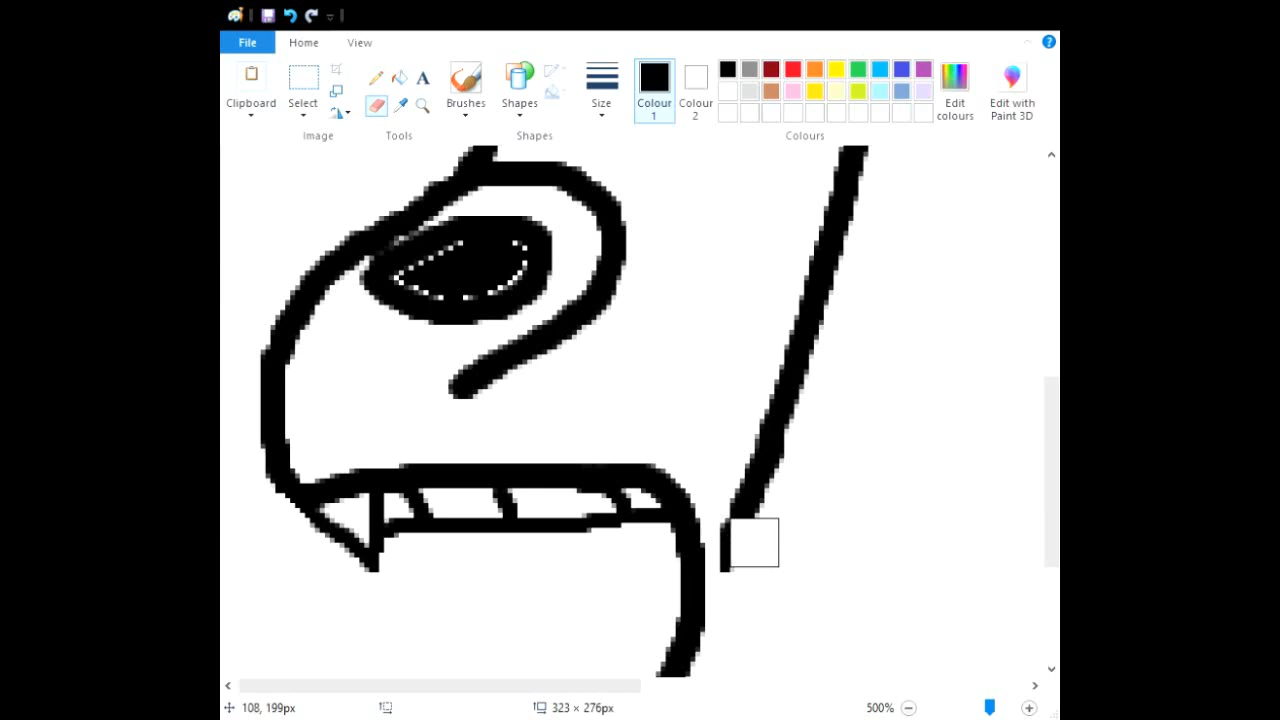 File Home View
Clipboard Select Brushes Shapes Size Colour 1 Colour 2 Edit colours Edit with Paint 3D
Image Tools Shapes Colours
108, 199px 323 × 276px 500%